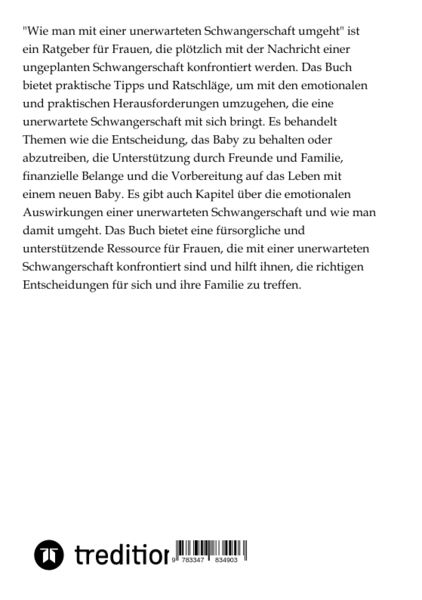 "Wie man mit einer unerwarteten Schwangerschaft umgeht" ist
ein Ratgeber für Frauen, die plötzlich mit der Nachricht einer
ungeplanten Schwangerschaft konfrontiert werden. Das Buch
bietet praktische Tipps und Ratschläge, um mit den emotionalen
und praktischen Herausforderungen umzugehen, die eine
unerwartete Schwangerschaft mit sich bringt. Es behandelt
Themen wie die Entscheidung, das Baby zu behalten oder
abzutreiben, die Unterstützung durch Freunde und Familie,
finanzielle Belange und die Vorbereitung auf das Leben mit
einem neuen Baby. Es gibt auch Kapitel über die emotionalen
Auswirkungen einer unerwarteten Schwangerschaft und wie man
damit umgeht. Das Buch bietet eine fürsorgliche und
unterstützende Ressource für Frauen, die mit einer unerwarteten
Schwangerschaft konfrontiert sind und hilft ihnen, die richtigen
Entscheidungen für sich und ihre Familie zu treffen.
tredition
9 783347 834903